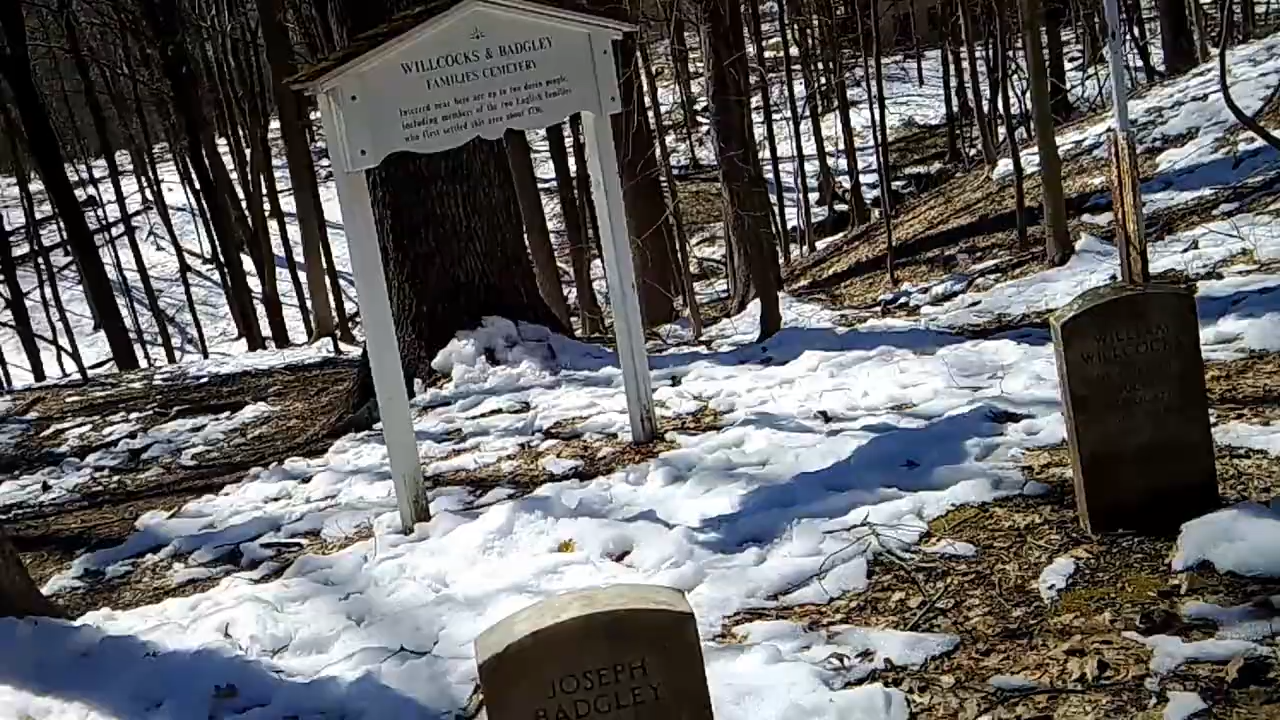 WILLCOCKS & BADGLEY
FAMILIES CEMETERY
Interred near here are up to two dozen people,
including members of the two English families
who first settled this area about 1736.
WILLIAM
WILLCOCKS
JOSEPH
BADGLEY